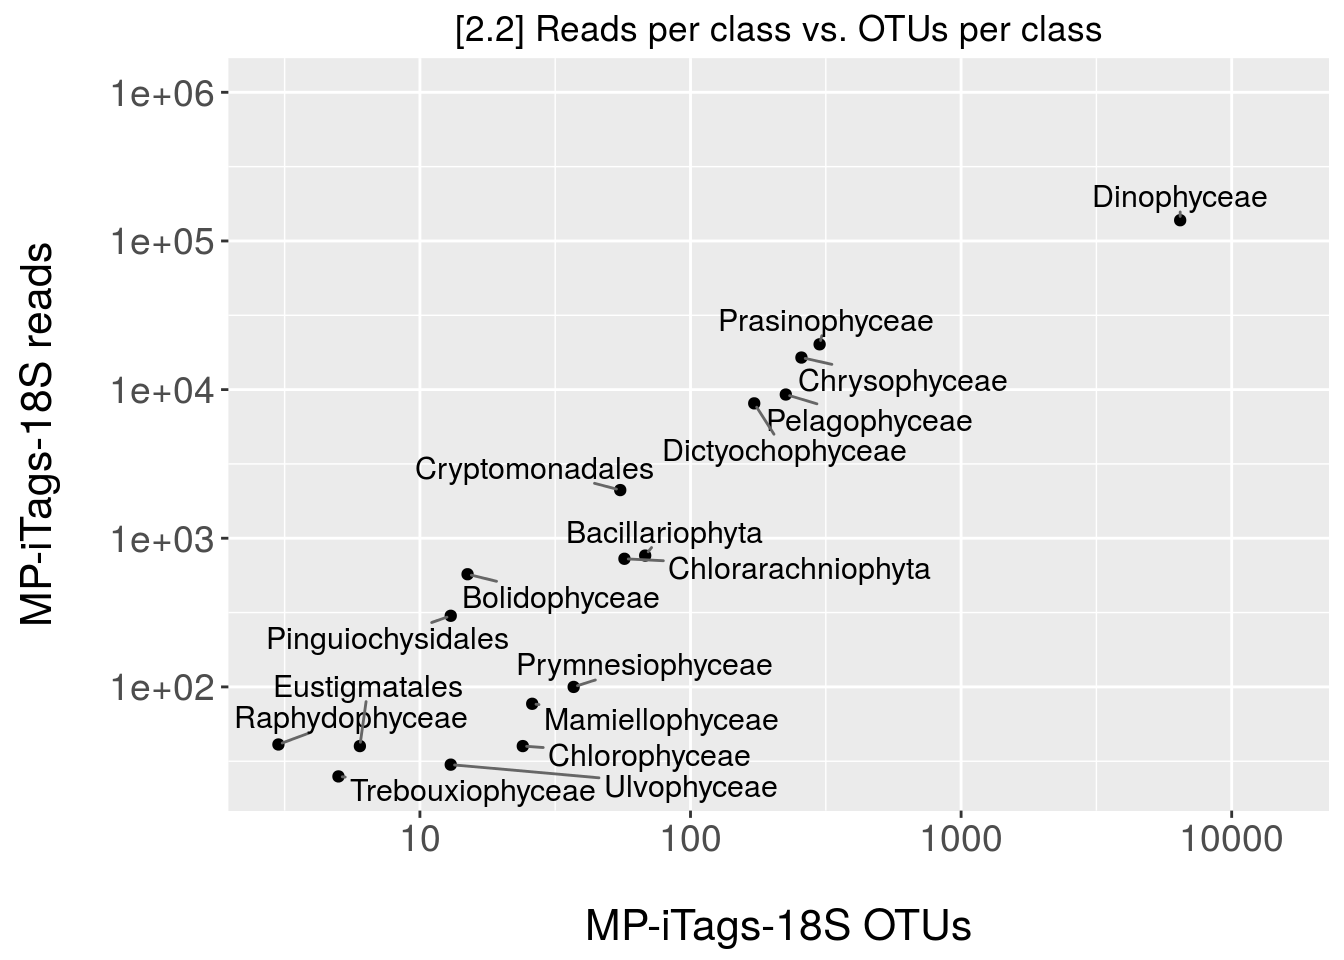 [2.2] Reads per class vs. OTUs per class
MP-iTags-18S reads
1e+06
1e+05
1e+04
1e+03
1e+02
Dinophyceae
Prasinophyceae
Chrysophyceae
Pelagophyceae
Dictyochophyceae
Cryptomonadales
Bacillariophyta
Chlorarachniophyta
Bolidophyceae
Pinguiochysidales
Prymnesiophyceae
Eustigmatales
Raphydophyceae
Mamiellophyceae
Chlorophyceae
Ulvophyceae
Trebouxiophyceae
10 100 1000 10000
MP-iTags-18S OTUs